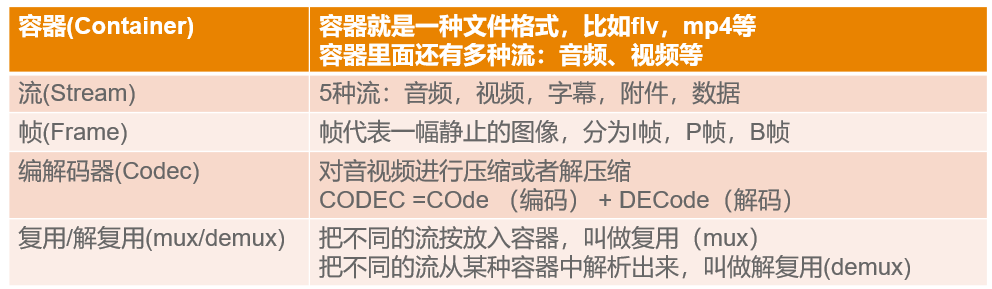 容器(Container)
容器就是一种文件格式，比如flv，mp4等
容器里面还有多种流：音频、视频等
流(Stream)
5种流：音频，视频，字幕，附件，数据
帧(Frame)
帧代表一幅静止的图像，分为I帧，P帧，B帧
编解码器(Codec)
对音视频进行压缩或者解压缩
CODEC =COde （编码） + DECode（解码）
复用/解复用(mux/demux)
把不同的流按放入容器，叫做复用（mux）
把不同的流从某种容器中解析出来，叫做解复用(demux)